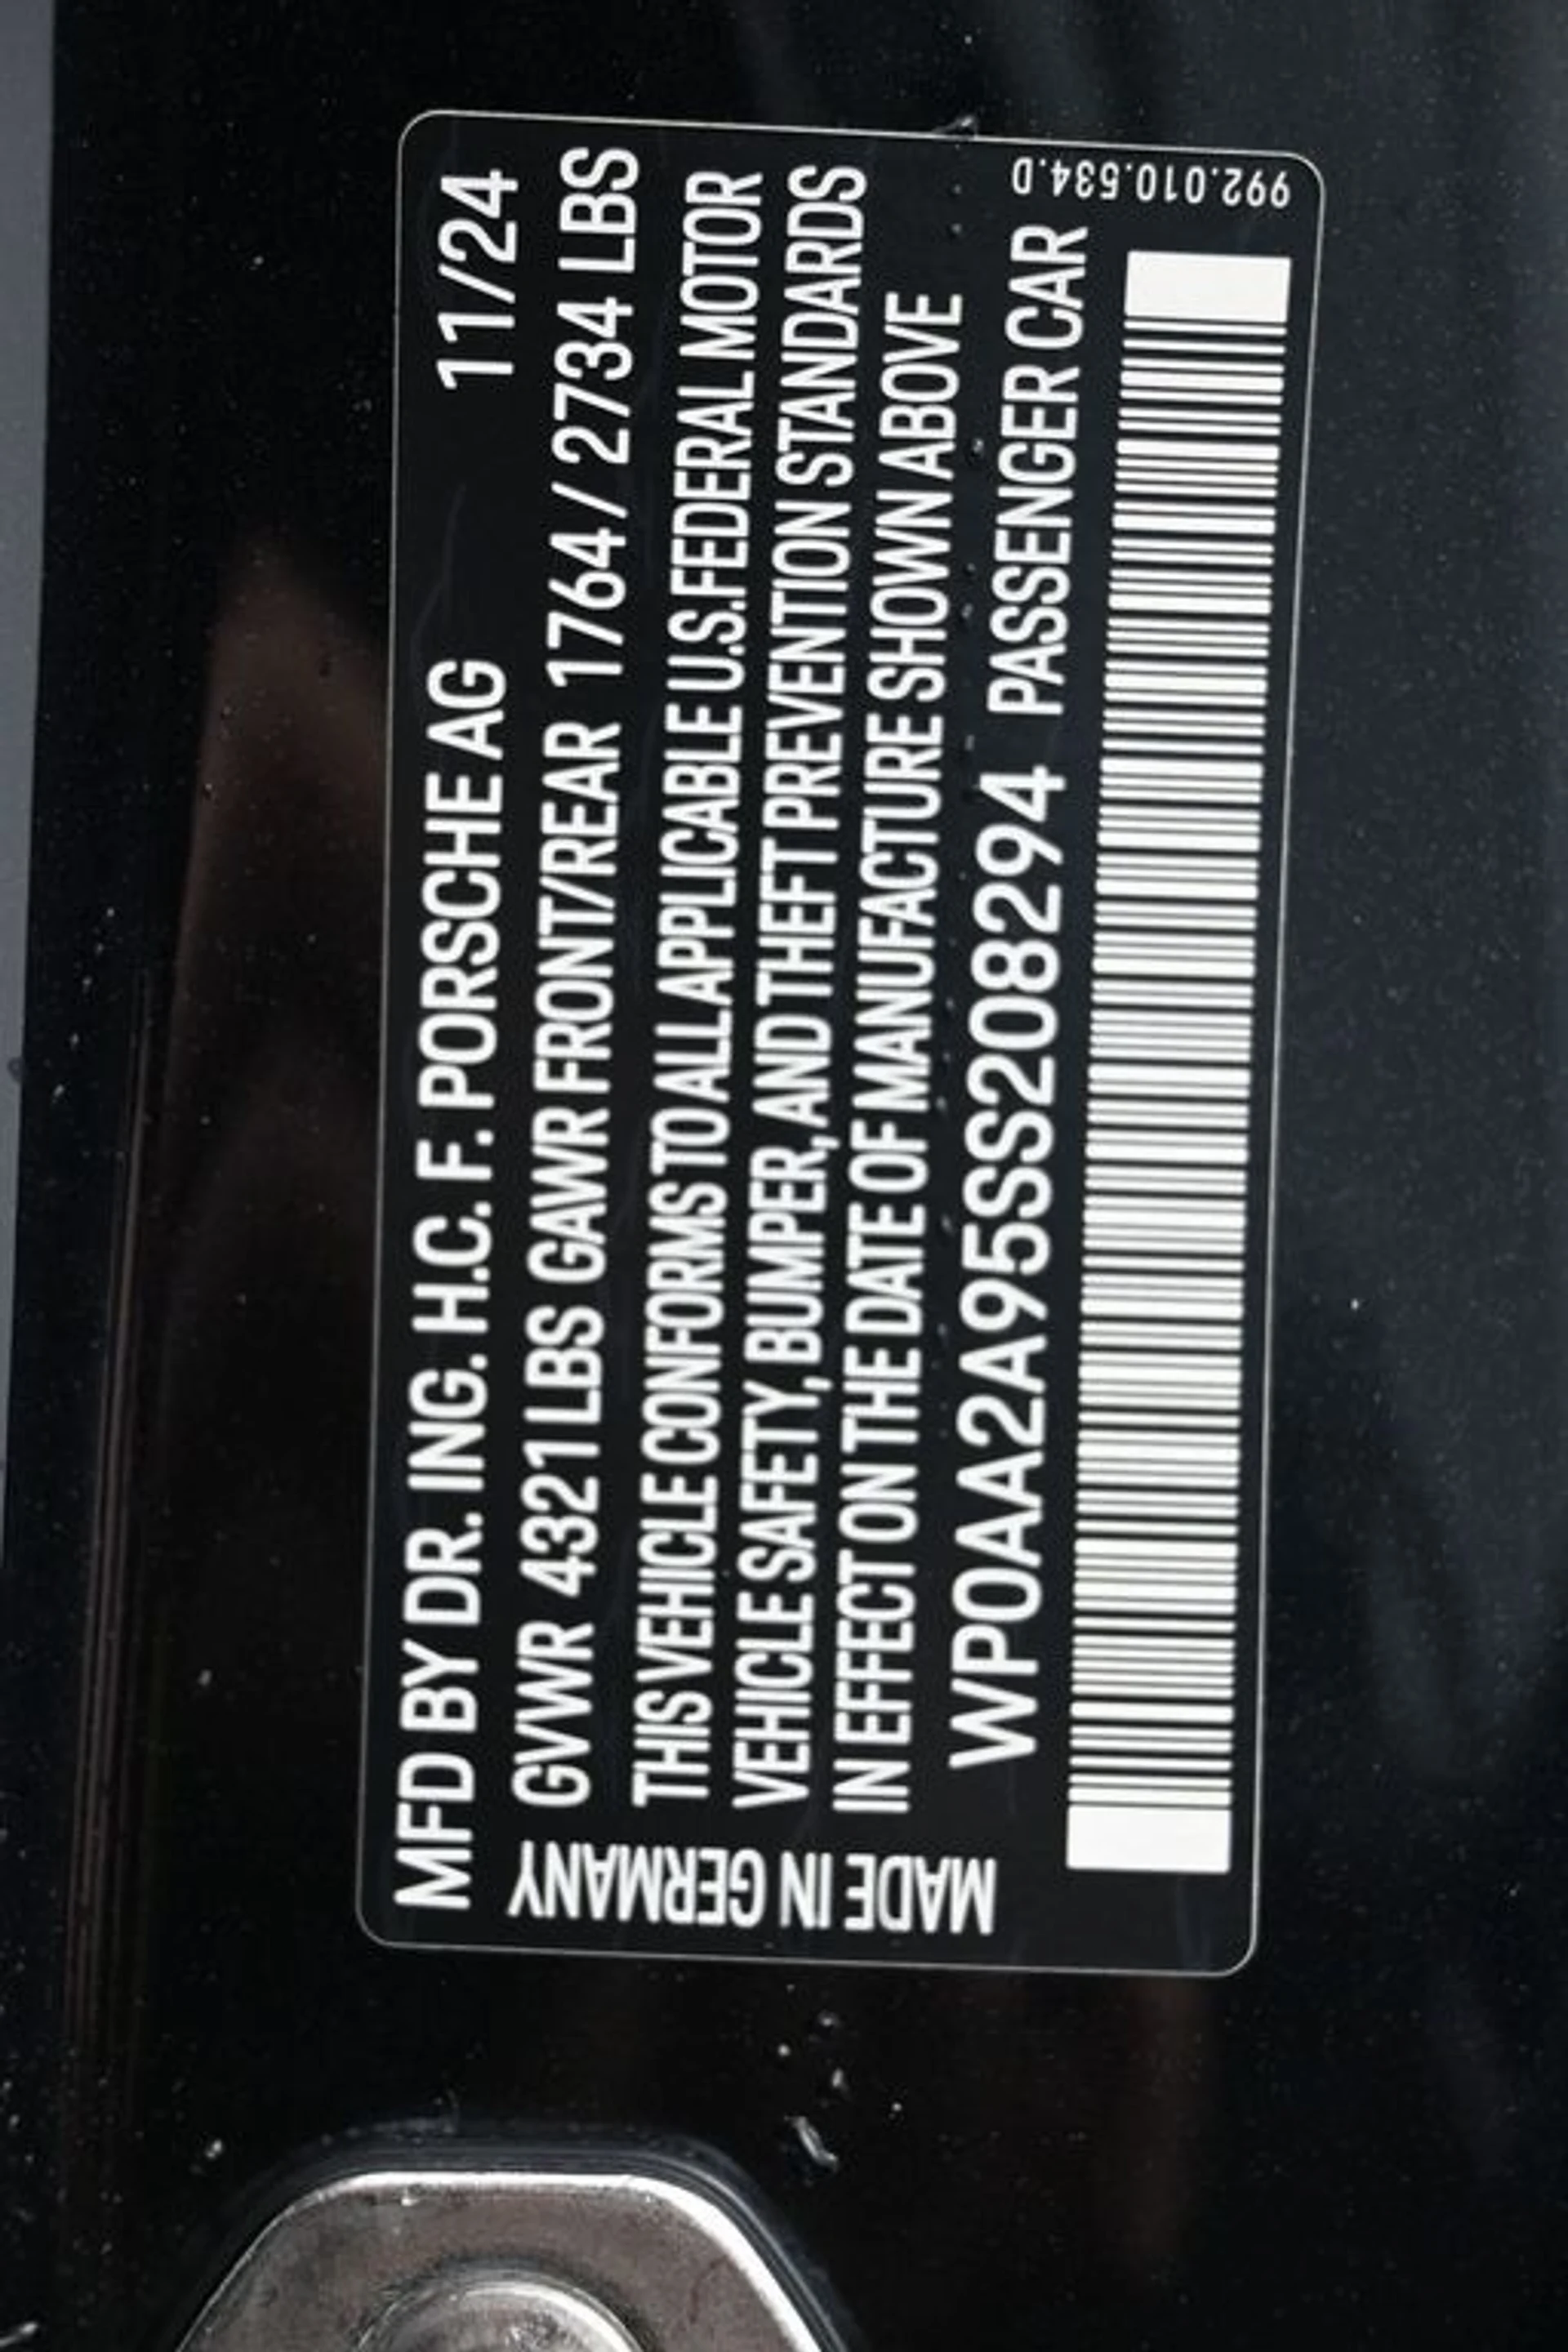 MFD BY DR. ING. H.C. F. PORSCHE AG 11/24
GVWR 4321 LBS GAWR FRONT/REAR 1764 / 2734 LBS
THIS VEHICLE CONFORMS TO ALL APPLICABLE U.S.FEDERAL MOTOR
VEHICLE SAFETY, BUMPER, AND THEFT PREVENTION STANDARDS
IN EFFECT ON THE DATE OF MANUFACTURE SHOWN ABOVE
WP0AA2A95SS208294 PASSENGER CAR
MADE IN GERMANY
992.010.534.D